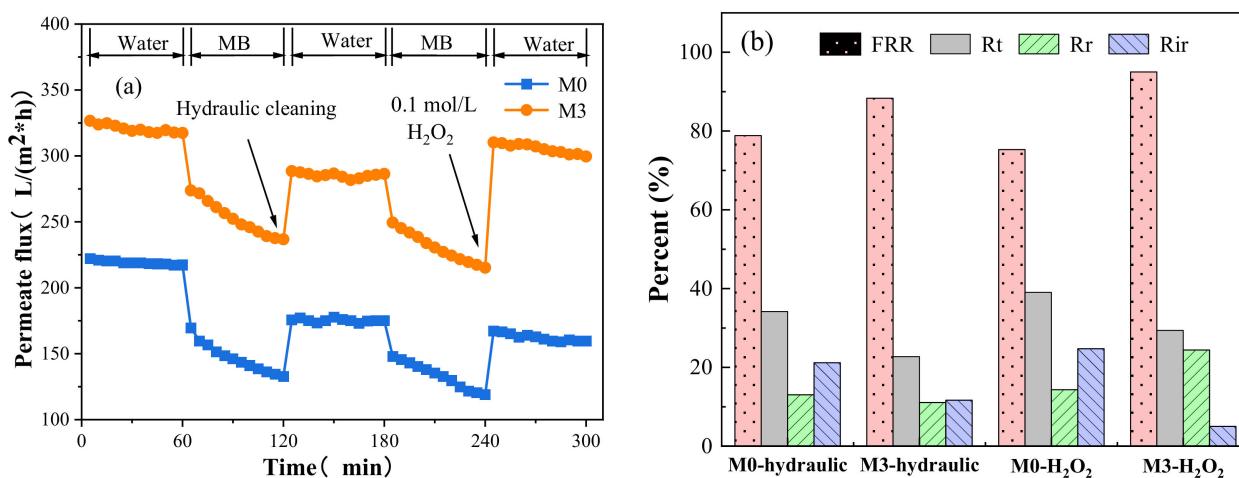 Water MB Water MB Water
(a)
M0
M3
Hydraulic cleaning
0.1 mol/L
H₂O₂
400
350
300
250
200
150
100
0 60 120 180 240 300
Permeate flux( L/(m²*h))
Time( min)
(b)
FRR Rt Rr Rir
100
80
60
40
20
0
Percent (%)
M0-hydraulic M3-hydraulic M0-H₂O₂ M3-H₂O₂